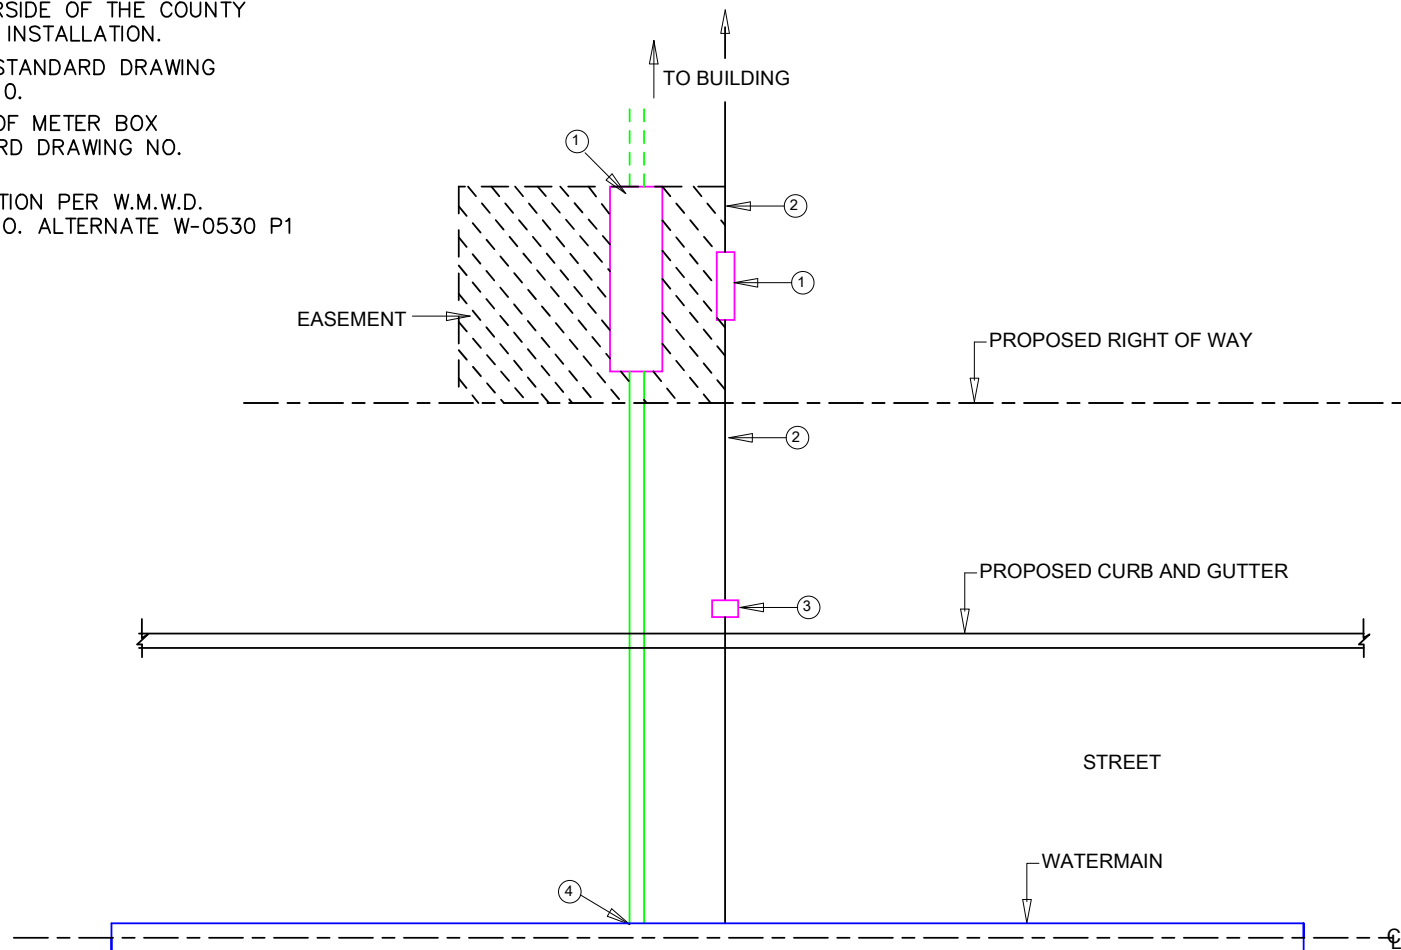 RSIDE OF THE COUNTY
INSTALLATION.
STANDARD DRAWING
0.
OF METER BOX
RD DRAWING NO.
TION PER W.M.W.D.
O. ALTERNATE W-0530 P1
TO BUILDING
1
2
1
EASEMENT
PROPOSED RIGHT OF WAY
2
PROPOSED CURB AND GUTTER
3
STREET
WATERMAIN
4
℄